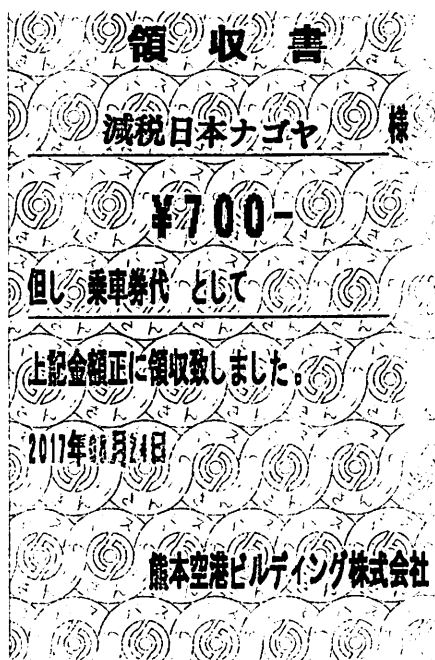 領収書
減税日本ナゴヤ 様
¥700-
但し 乗車券代 として
上記金額正に領収致しました。
2017年08月24日
熊本空港ビルディング株式会社